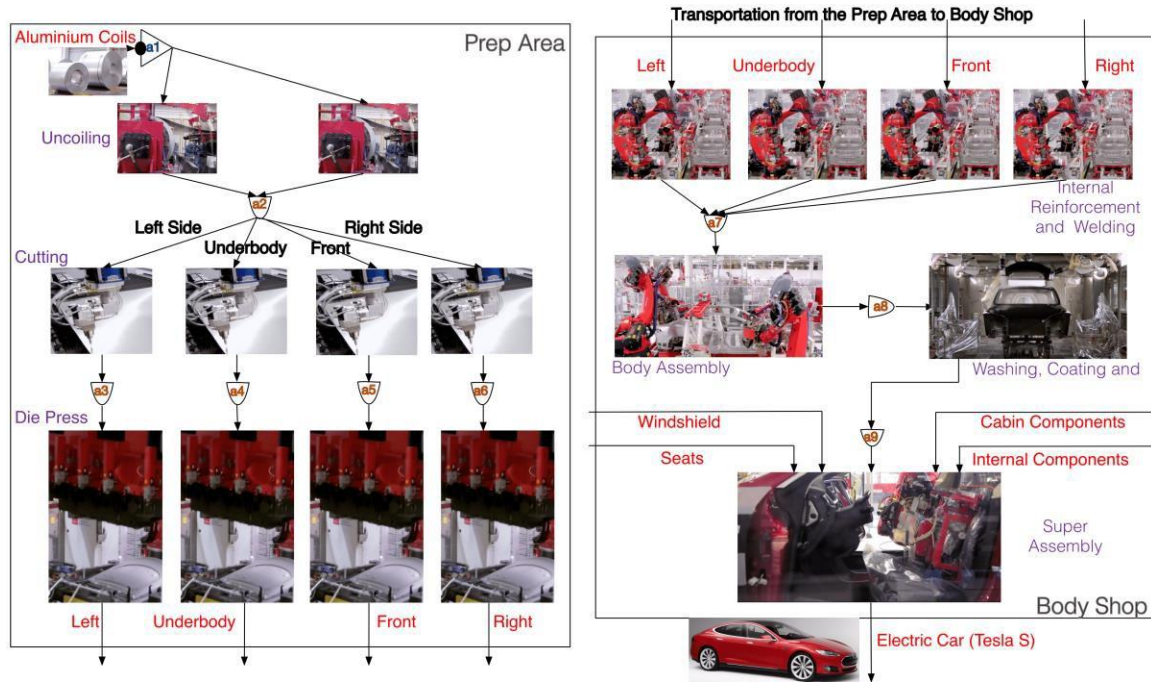 Aluminium Coils
a1
Prep Area
Uncoiling
a2
Left Side
Right Side
Underbody
Front
Cutting
a3
a4
a5
a6
Die Press
Left
Underbody
Front
Right
Transportation from the Prep Area to Body Shop
Left
Underbody
Front
Right
Internal
Reinforcement
and Welding
a7
a8
Body Assembly
Washing, Coating and
Windshield
a9
Cabin Components
Seats
Internal Components
Super
Assembly
Body Shop
Electric Car (Tesla S)